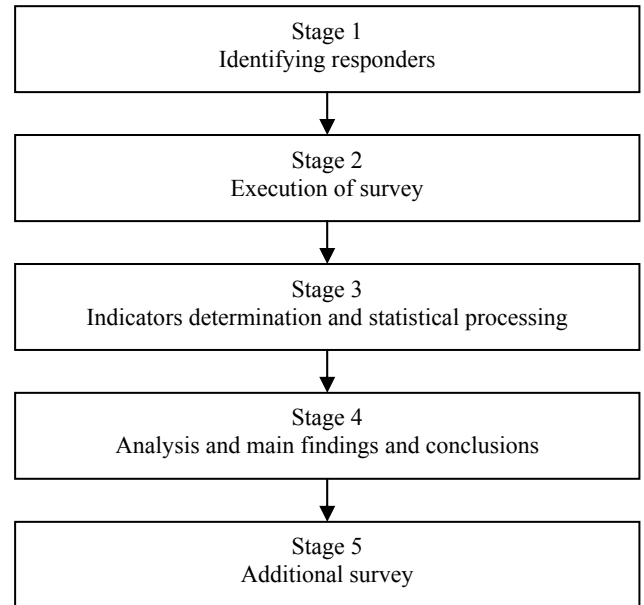 Stage 1
Identifying responders
Stage 2
Execution of survey
Stage 3
Indicators determination and statistical processing
Stage 4
Analysis and main findings and conclusions
Stage 5
Additional survey